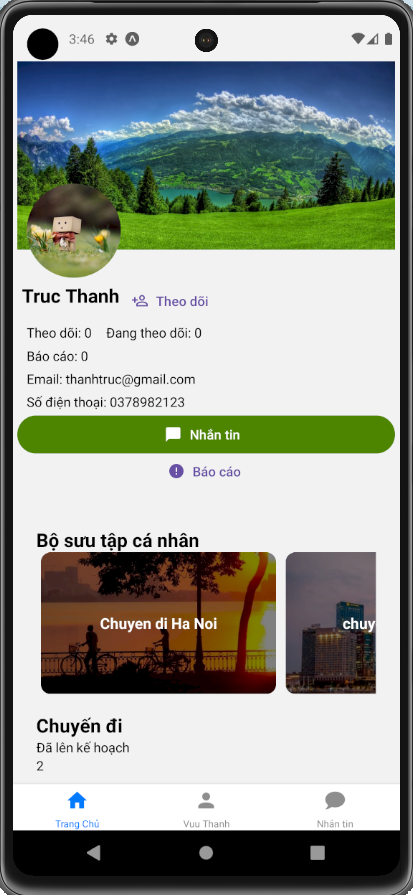 3:46
Truc Thanh Theo dõi
Theo dõi: 0 Đang theo dõi: 0
Báo cáo: 0
Email: thanhtruc@gmail.com
Số điện thoại: 0378982123
Nhắn tin
Báo cáo
Bộ sưu tập cá nhân
Chuyen di Ha Noi chuy
Chuyến đi
Đã lên kế hoạch
2
Trang Chủ Vuu Thanh Nhắn tin